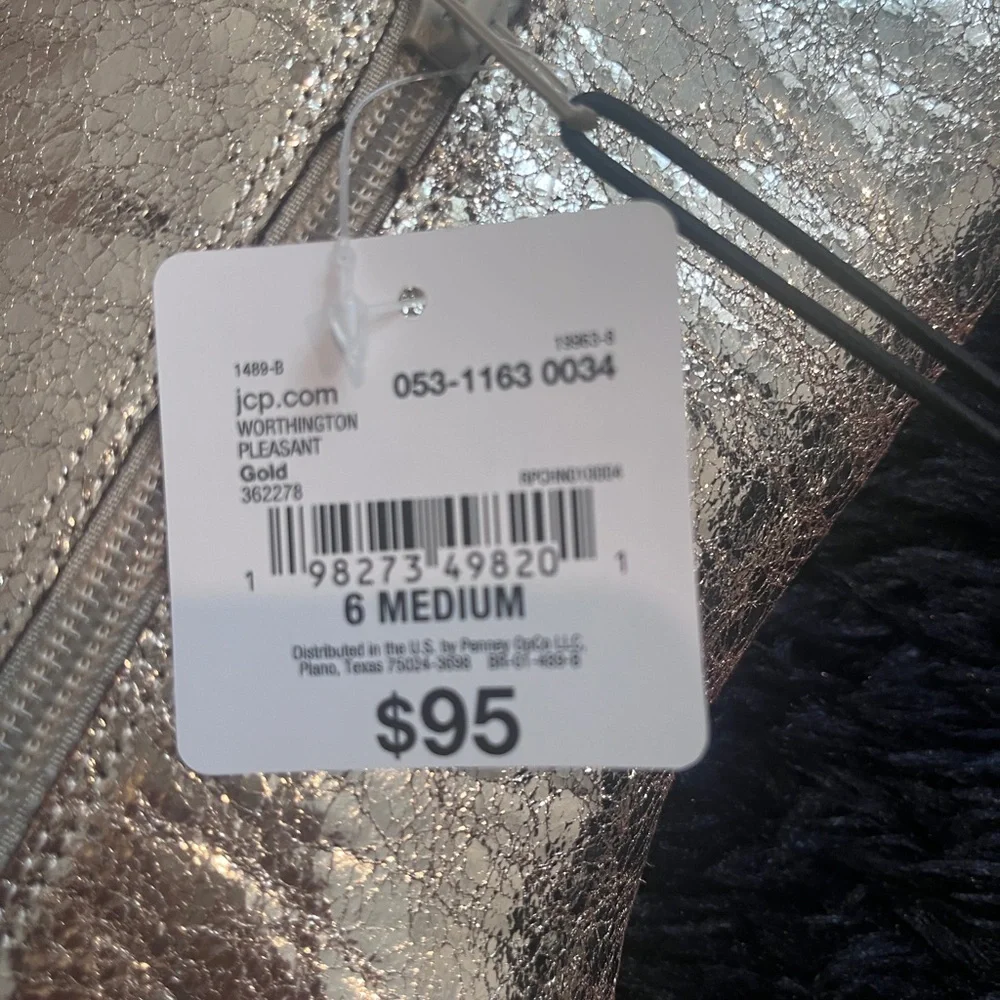 1489-B
19963-8
jcp.com
053-1163 0034
WORTHINGTON
PLEASANT
Gold
362278
1 98273 49820 1
6 MEDIUM
Distributed in the U.S. by Penney OpCo LLC,
Plano, Texas 75024-3698
$95